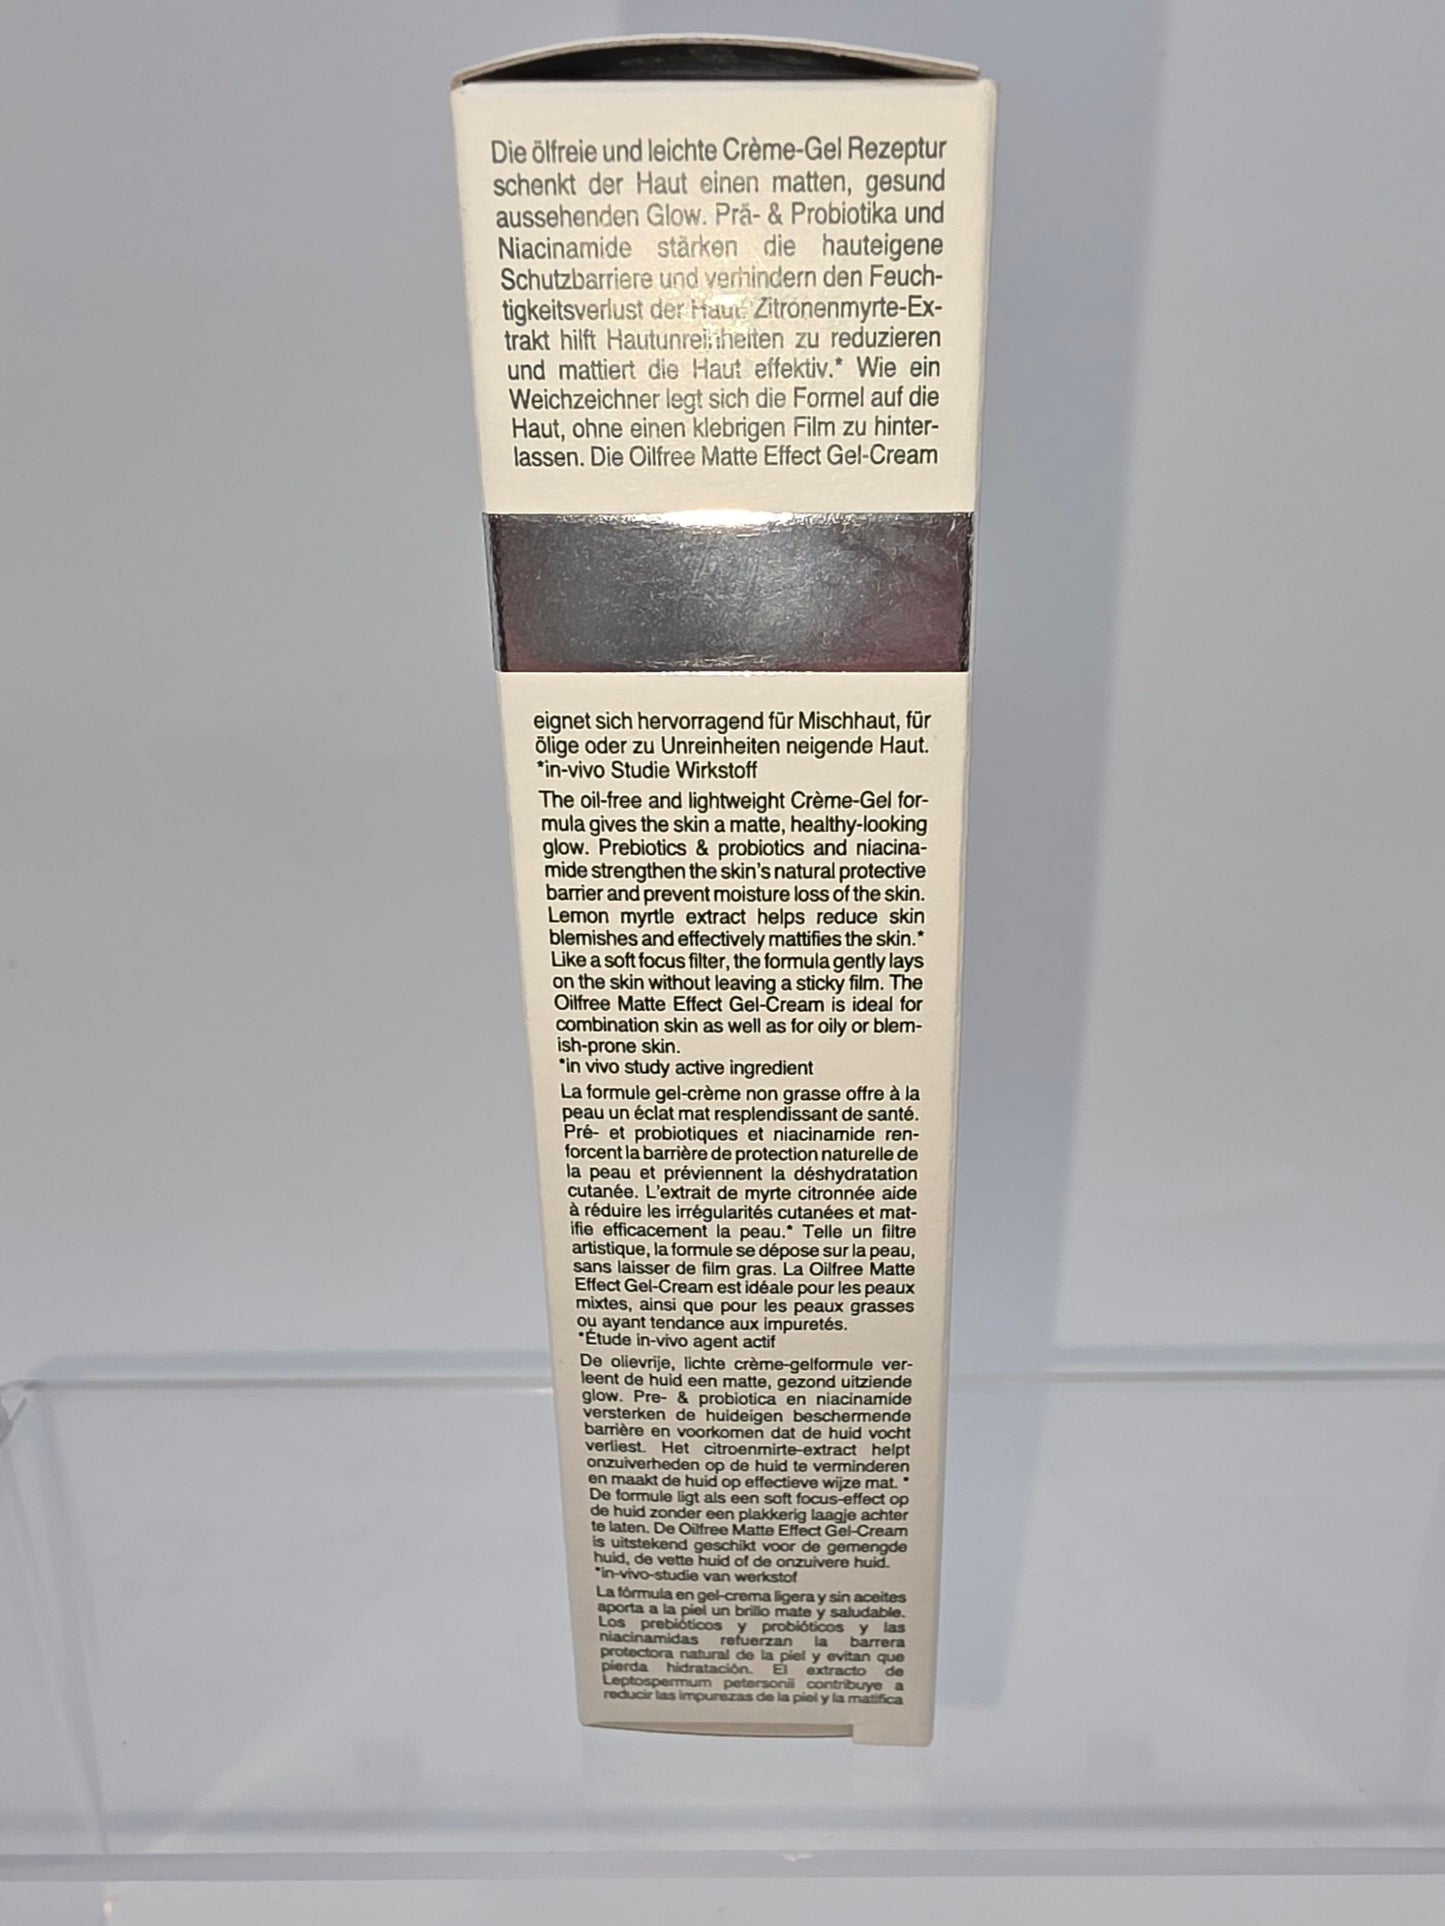 Die ölfreie und leichte Crème-Gel Rezeptur
schenkt der Haut einen matten, gesund
aussehenden Glow. Prä- & Probiotika und
Niacinamide stärken die hauteigene
Schutzbarriere und verhindern den Feuch-
tigkeitsverlust der Haut. Zitronenmyrte-Ex-
trakt hilft Hautunreinheiten zu reduzieren
und mattiert die Haut effektiv.* Wie ein
Weichzeichner legt sich die Formel auf die
Haut, ohne einen klebrigen Film zu hinter-
lassen. Die Oilfree Matte Effect Gel-Cream
eignet sich hervorragend für Mischhaut, für
ölige oder zu Unreinheiten neigende Haut.
*in-vivo Studie Wirkstoff
The oil-free and lightweight Crème-Gel for-
mula gives the skin a matte, healthy-looking
glow. Prebiotics & probiotics and niacina-
mide strengthen the skin's natural protective
barrier and prevent moisture loss of the skin.
Lemon myrtle extract helps reduce skin
blemishes and effectively mattifies the skin.*
Like a soft focus filter, the formula gently lays
on the skin without leaving a sticky film. The
Oilfree Matte Effect Gel-Cream is ideal for
combination skin as well as for oily or blem-
ish-prone skin.
*in vivo study active ingredient
La formule gel-crème non grasse offre à la
peau un éclat mat resplendissant de santé.
Pré- et probiotiques et niacinamide ren-
forcent la barrière de protection naturelle de
la peau et préviennent la déshydratation
cutanée. L'extrait de myrte citronnée aide
à réduire les irrégularités cutanées et mat-
ifie efficacement la peau.* Telle un filtre
artistique, la formule se dépose sur la peau,
sans laisser de film gras. La Oilfree Matte
Effect Gel-Cream est idéale pour les peaux
mixtes, ainsi que pour les peaux grasses
ou ayant tendance aux impuretés.
*Étude in-vivo agent actif
De olievrije, lichte crème-gelformule ver-
leent de huid een matte, gezond uitziende
glow. Pre- & probiotica en niacinamide
versterken de huideigen beschermende
barrière en voorkomen dat de huid vocht
verliest. Het citroenmirte-extract helpt
onzuiverheden op de huid te verminderen
en maakt de huid op effectieve wijze mat. *
De formule ligt als een soft focus-effect op
de huid zonder een plakkerig laagje achter
te laten. De Oilfree Matte Effect Gel-Cream
is uitstekend geschikt voor de gemengde
huid, de vette huid of de onzuivere huid.
*in-vivo-studie van werkstof
La fórmula en gel-crema ligera y sin aceites
aporta a la piel un brillo mate y saludable.
Los prebióticos y probióticos y las
niacinamidas refuerzan la barrera
protectora natural de la piel y evitan que
pierda hidratación. El extracto de
Leptospermum petersonii contribuye a
reducir las impurezas de la piel y la matifica